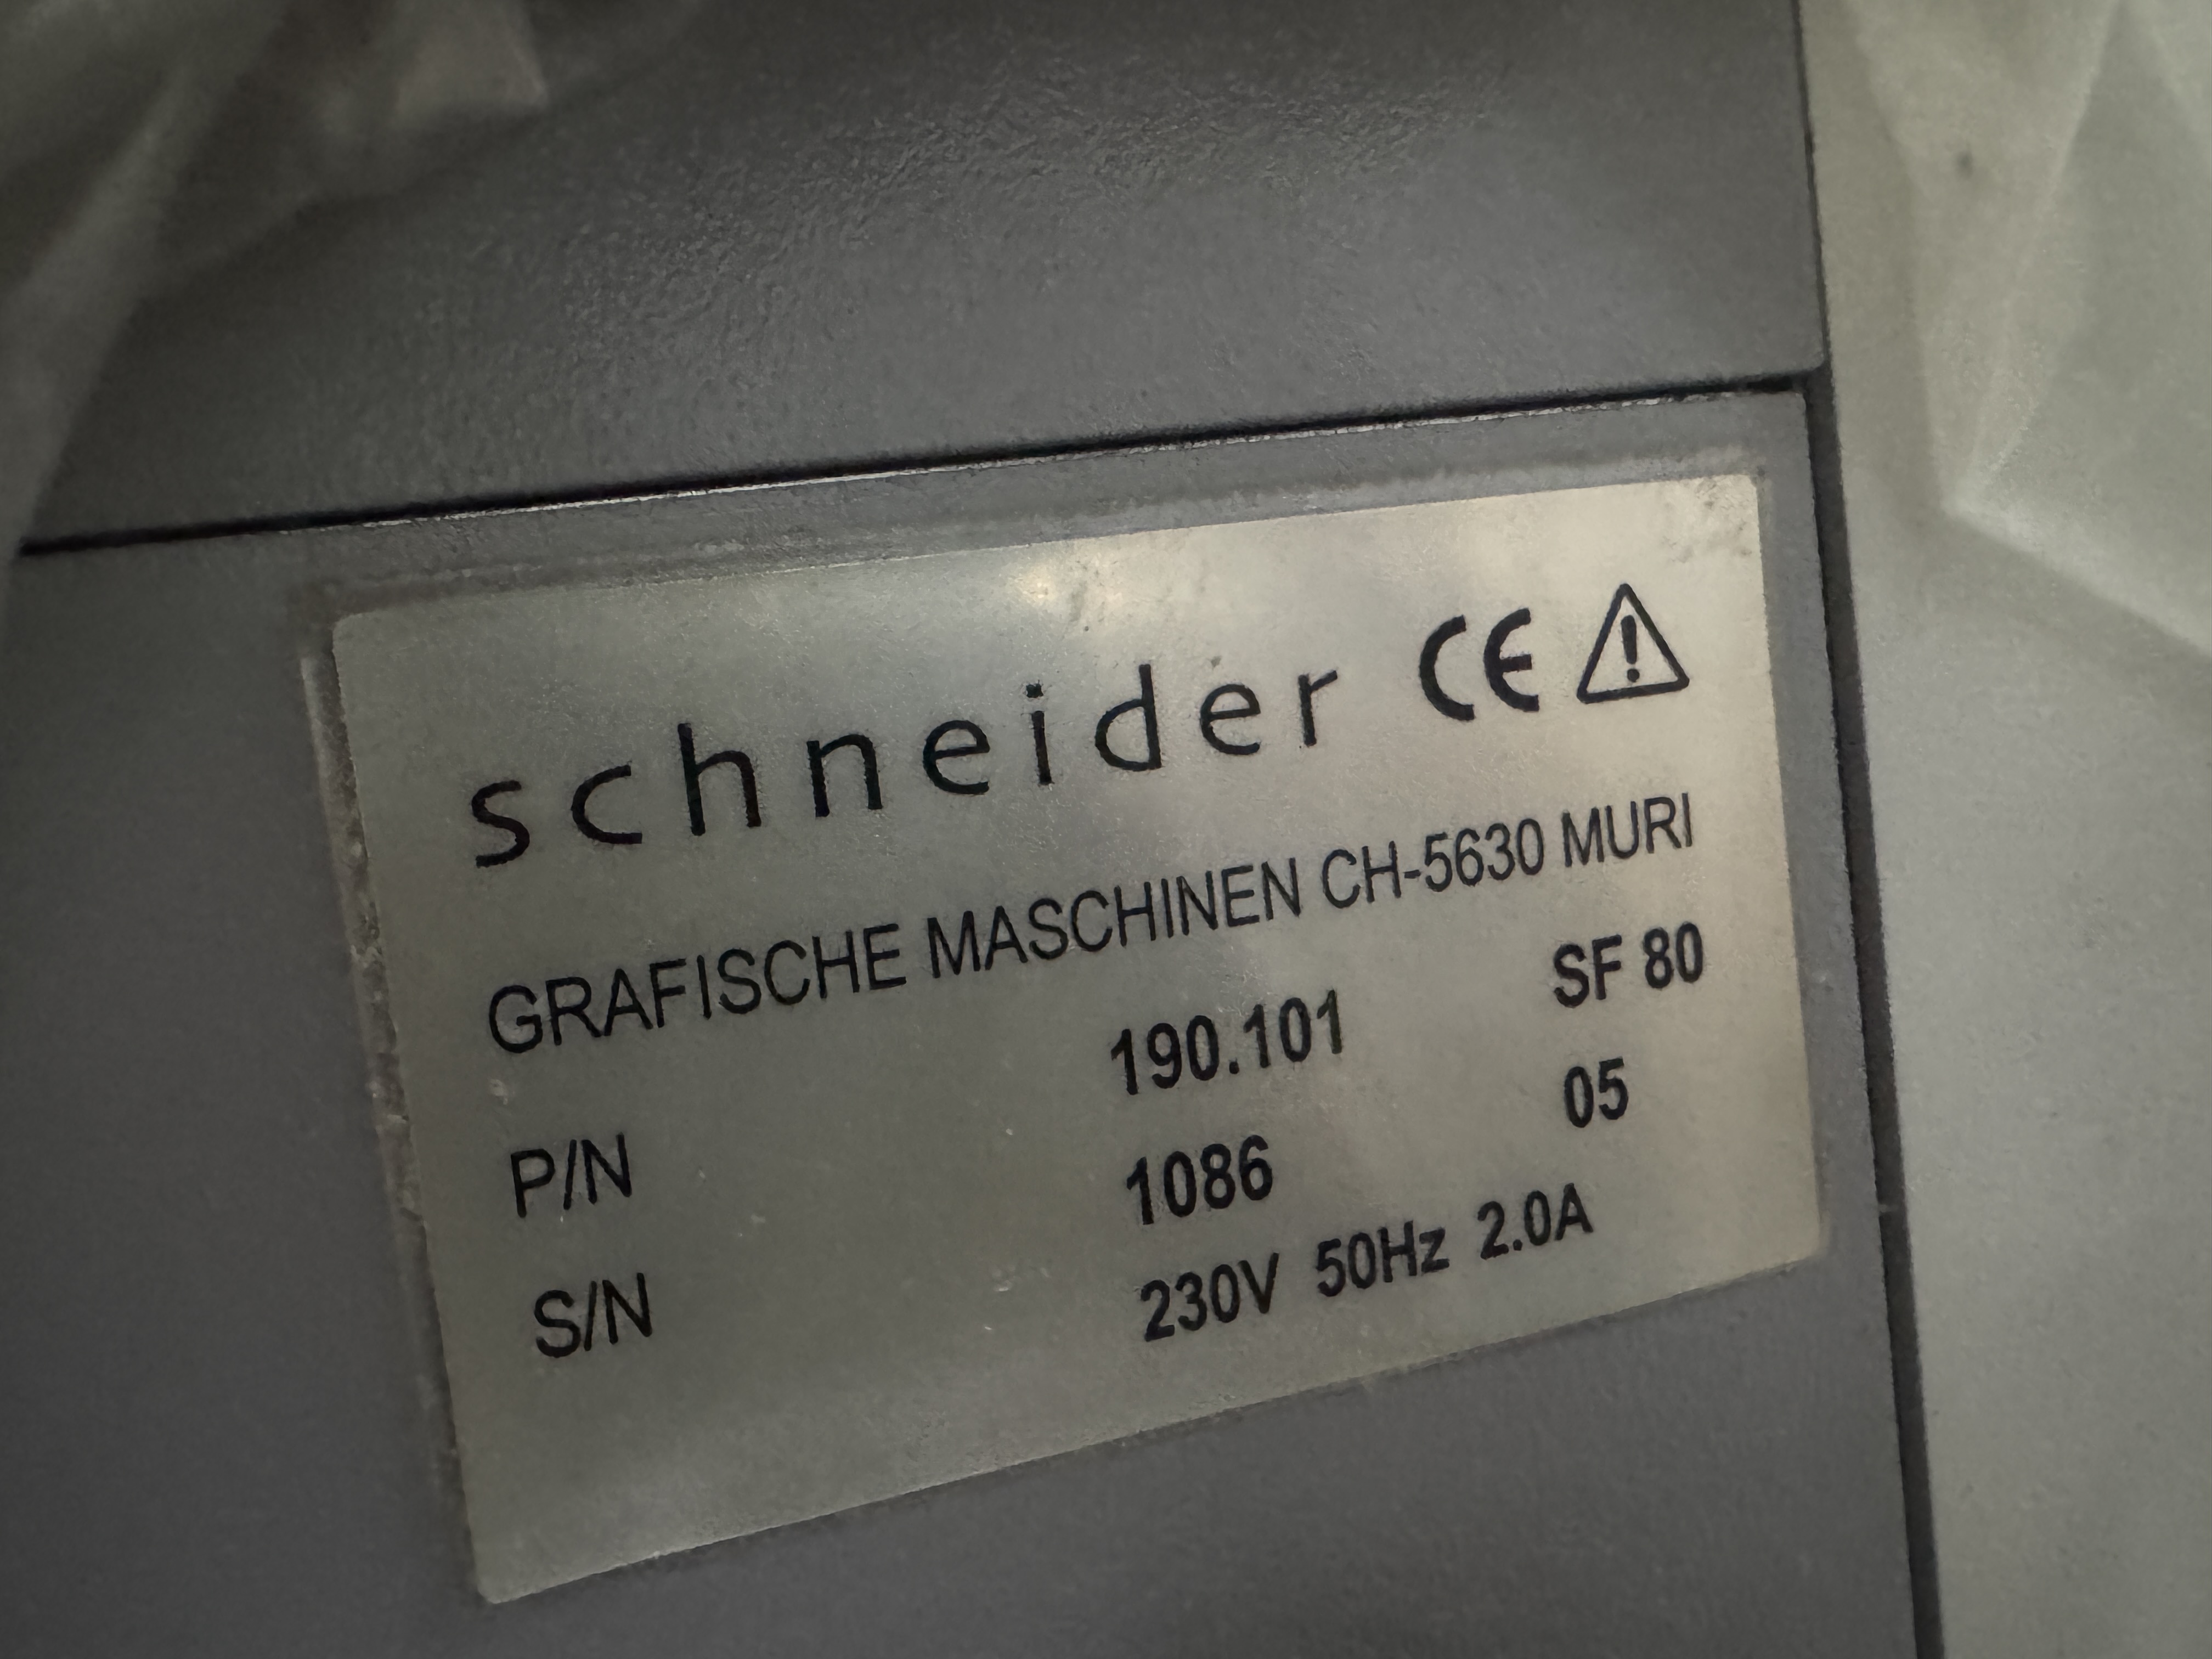 schneider CE
GRAFISCHE MASCHINEN CH-5630 MURI
P/N 190.101 SF 80
S/N 1086 05
230V 50Hz 2.0A